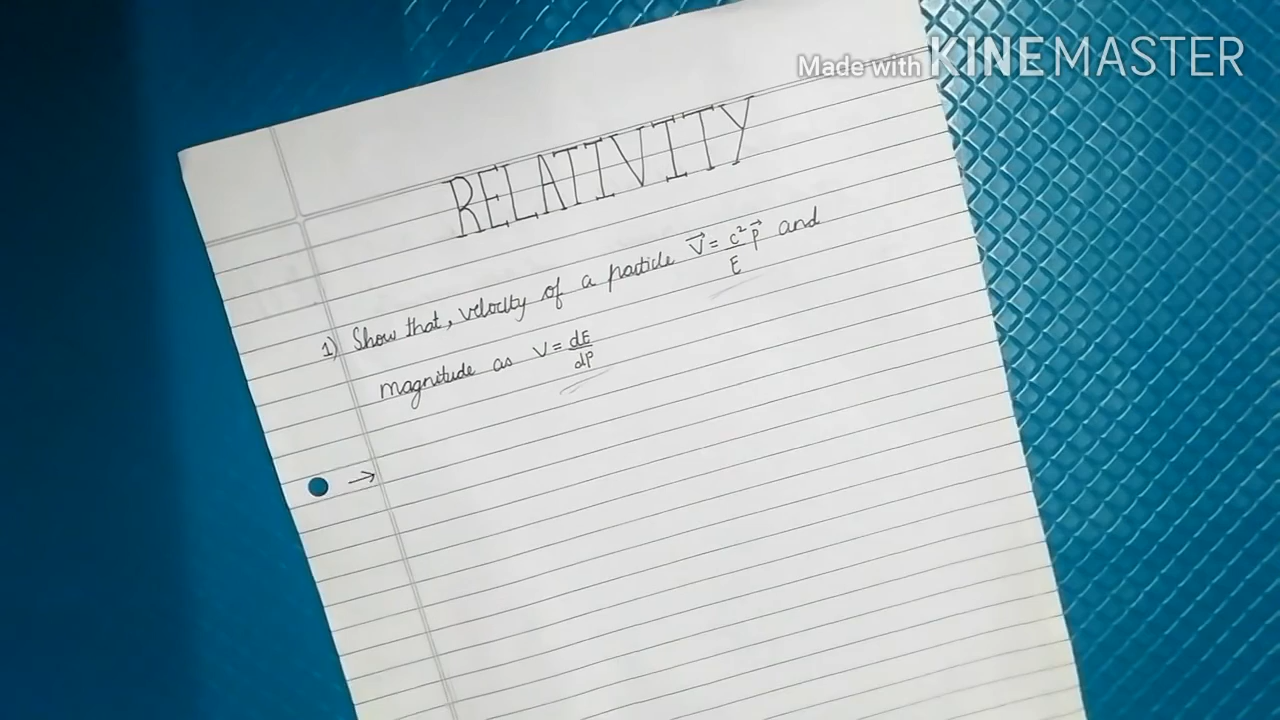 Made with KINEMASTER
RELATIVITY
1) Show that, velocity of a particle V⃗ = c²p⃗/E and
magnitude as V = dE/dP
→